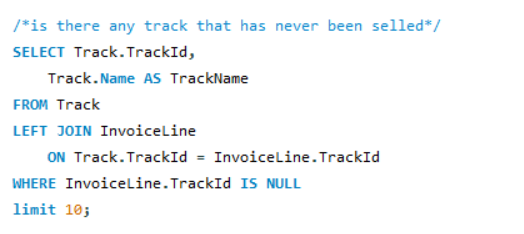 /*is there any track that has never been selled*/
SELECT Track.TrackId,
    Track.Name AS TrackName
FROM Track
LEFT JOIN InvoiceLine
    ON Track.TrackId = InvoiceLine.TrackId
WHERE InvoiceLine.TrackId IS NULL
limit 10;